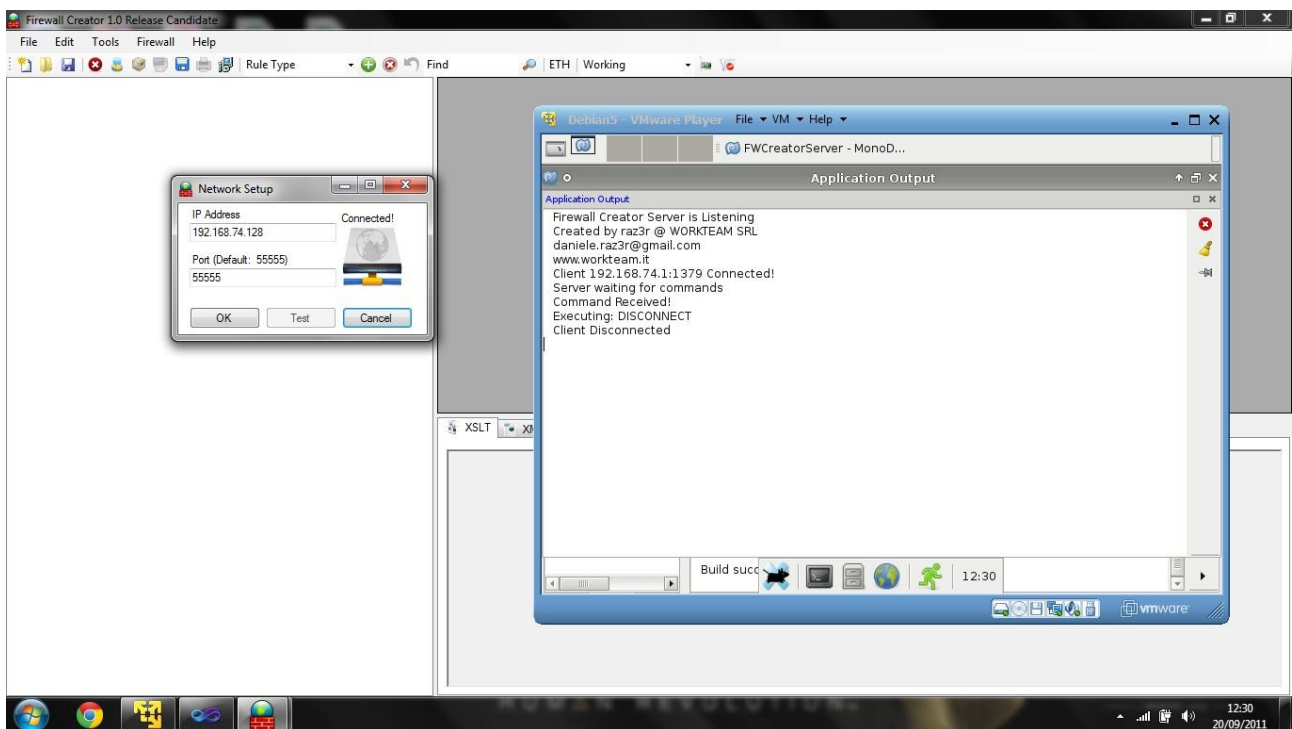 Firewall Creator 1.0 Release Candidate
File Edit Tools Firewall Help
Rule Type Find ETH Working
Debian5 - VMware Player File VM Help
FWCreatorServer - MonoD...
Application Output
Application Output
Firewall Creator Server is Listening
Created by raz3r @ WORKTEAM SRL
daniele.raz3r@gmail.com
www.workteam.it
Client 192.168.74.1:1379 Connected!
Server waiting for commands
Command Received!
Executing: DISCONNECT
Client Disconnected
Network Setup
IP Address
Connected!
192.168.74.128
Port (Default: 55555)
55555
OK Test Cancel
XSLT
Build succ
12:30
vmware
HUMAN REVOLUTION
12:30
20/09/2011